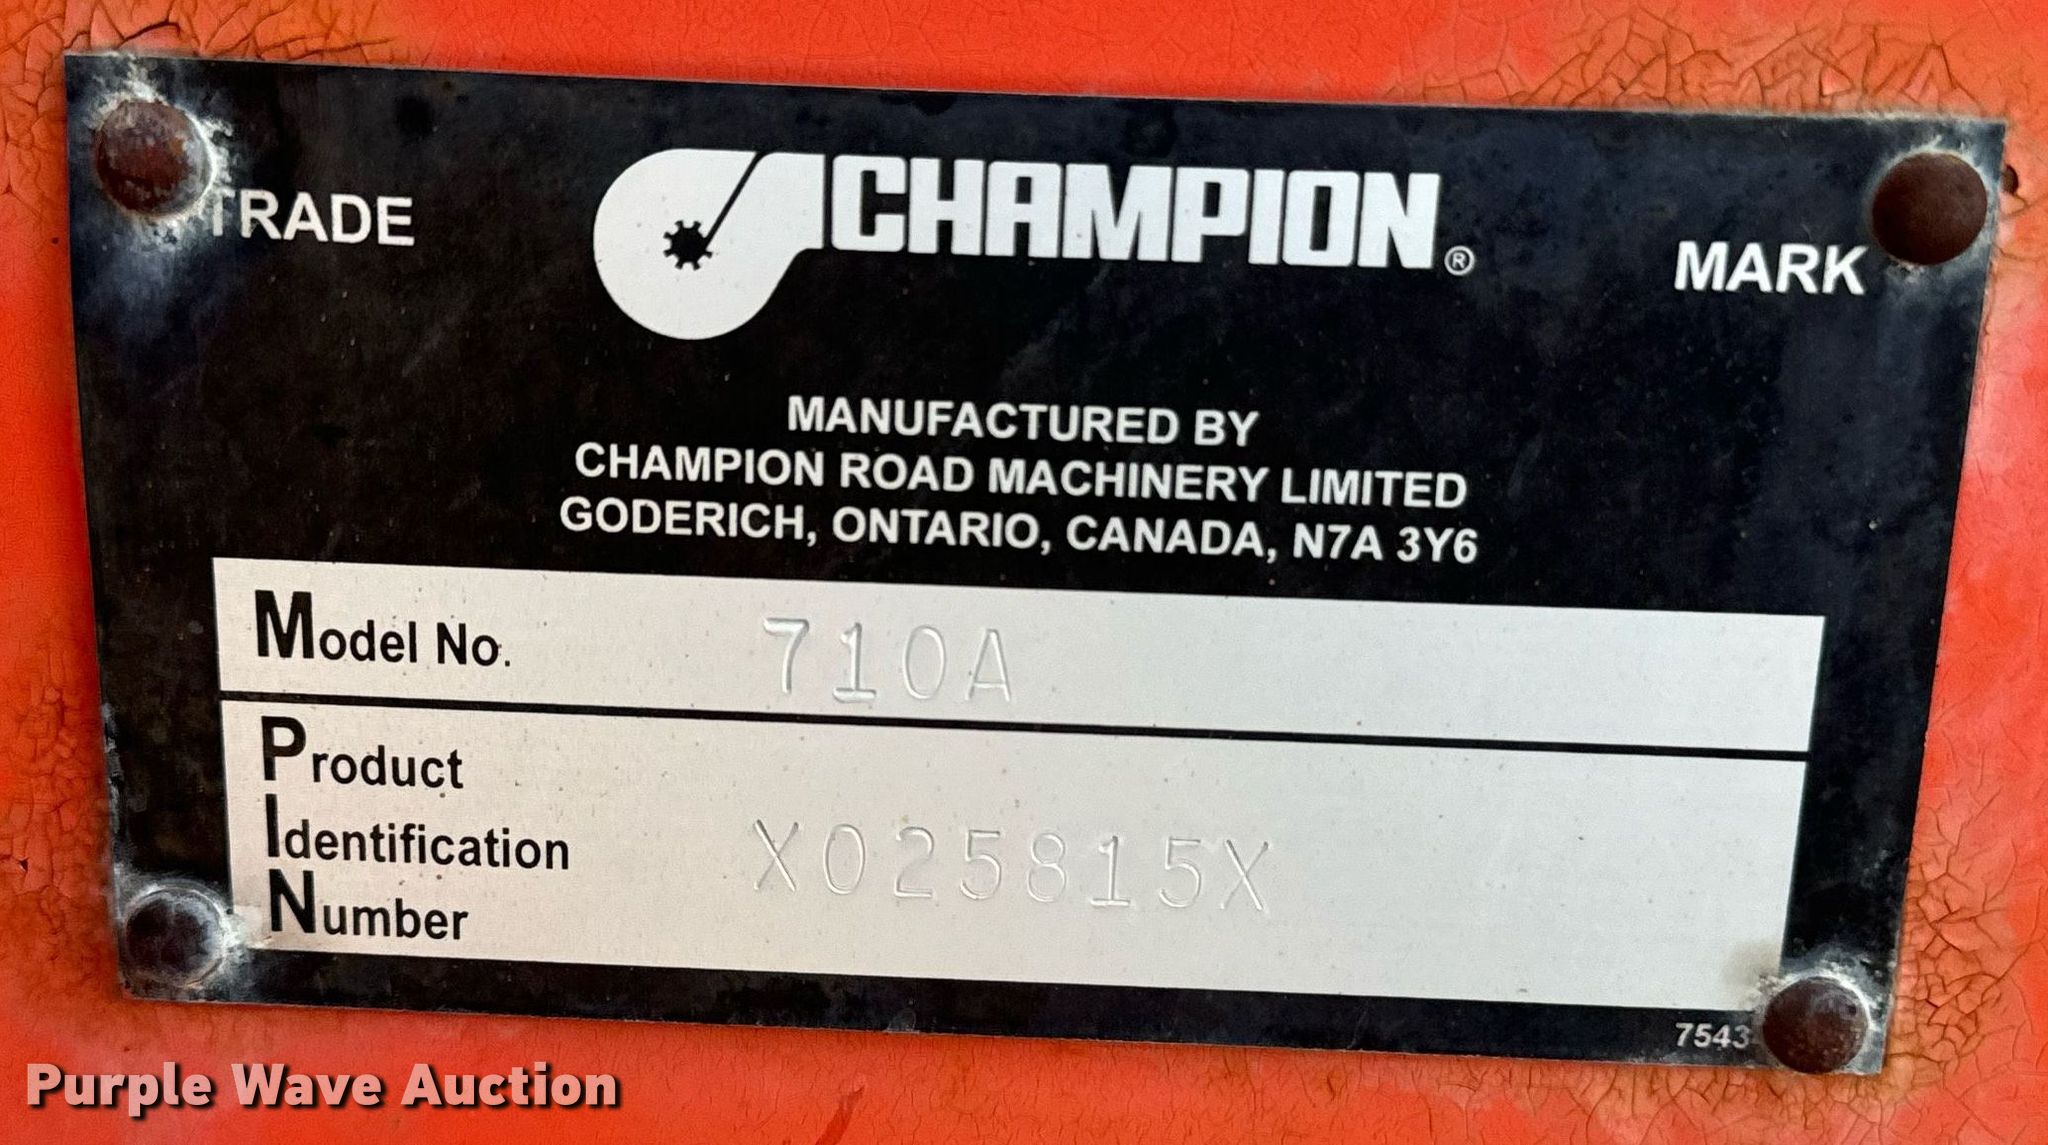 TRADE CHAMPION® MARK
MANUFACTURED BY
CHAMPION ROAD MACHINERY LIMITED
GODERICH, ONTARIO, CANADA, N7A 3Y6
Model No. 710A
Product
Identification X025815X
Number
7543
Purple Wave Auction